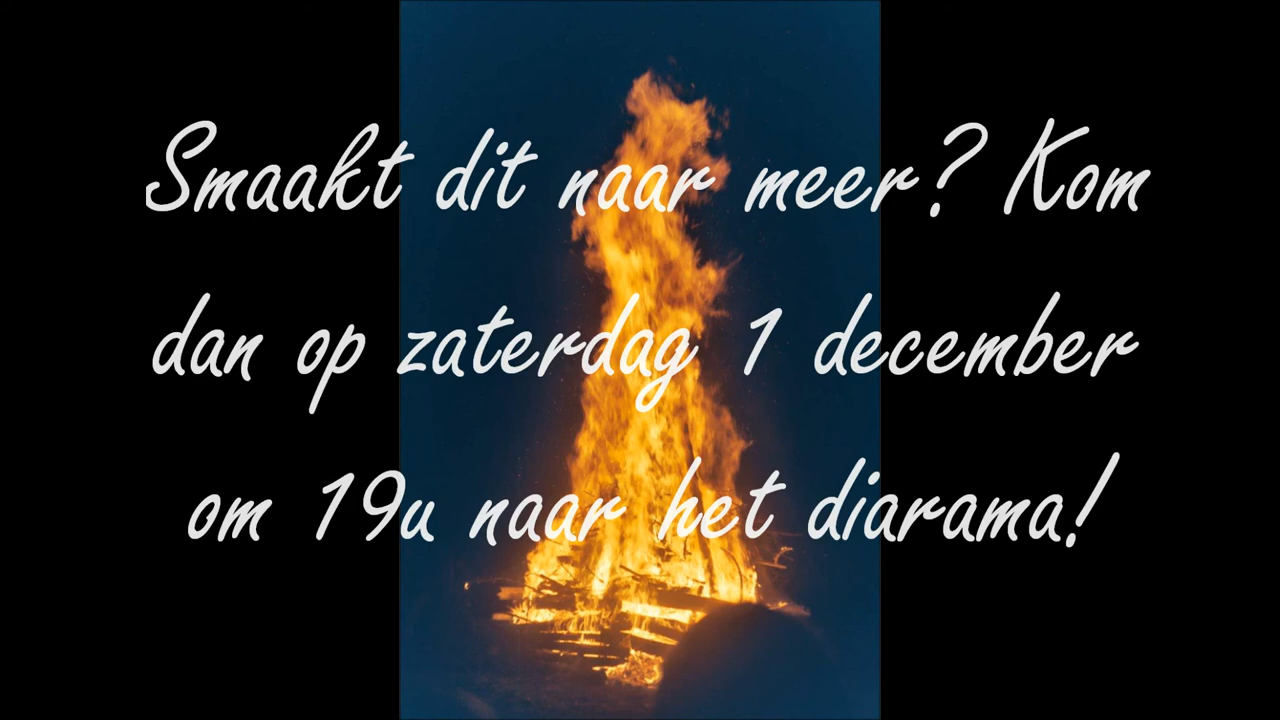 Smaakt dit naar meer? Kom
dan op zaterdag 1 december
om 19u naar het diarama!